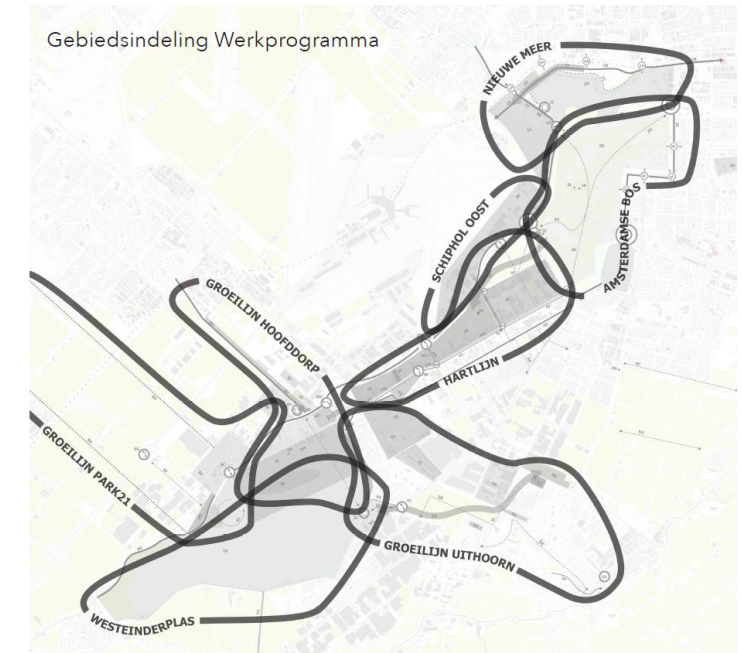 Gebiedsindeling Werkprogramma
NIEUWE MEER
AMSTERDAMSE BOS
SCHIPHOL OOST
GROEILIJN HOOFDDORP
HARTLIJN
GROEILIJN PARK21
GROEILIJN UITHOORN
WESTEINDERPLAS